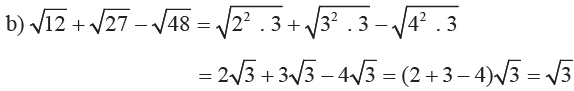 b) √12 + √27 − √48 = √2² . 3 + √3² . 3 − √4² . 3
= 2√3 + 3√3 − 4√3 = (2 + 3 − 4)√3 = √3